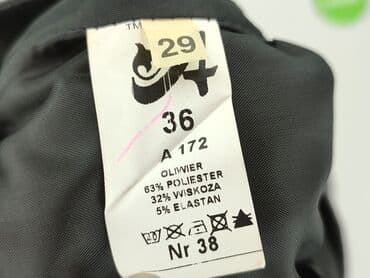 TM
29
36
A 172
OLIWIER
63% POLIESTER
32% WISKOZA
5% ELASTAN
Nr 38